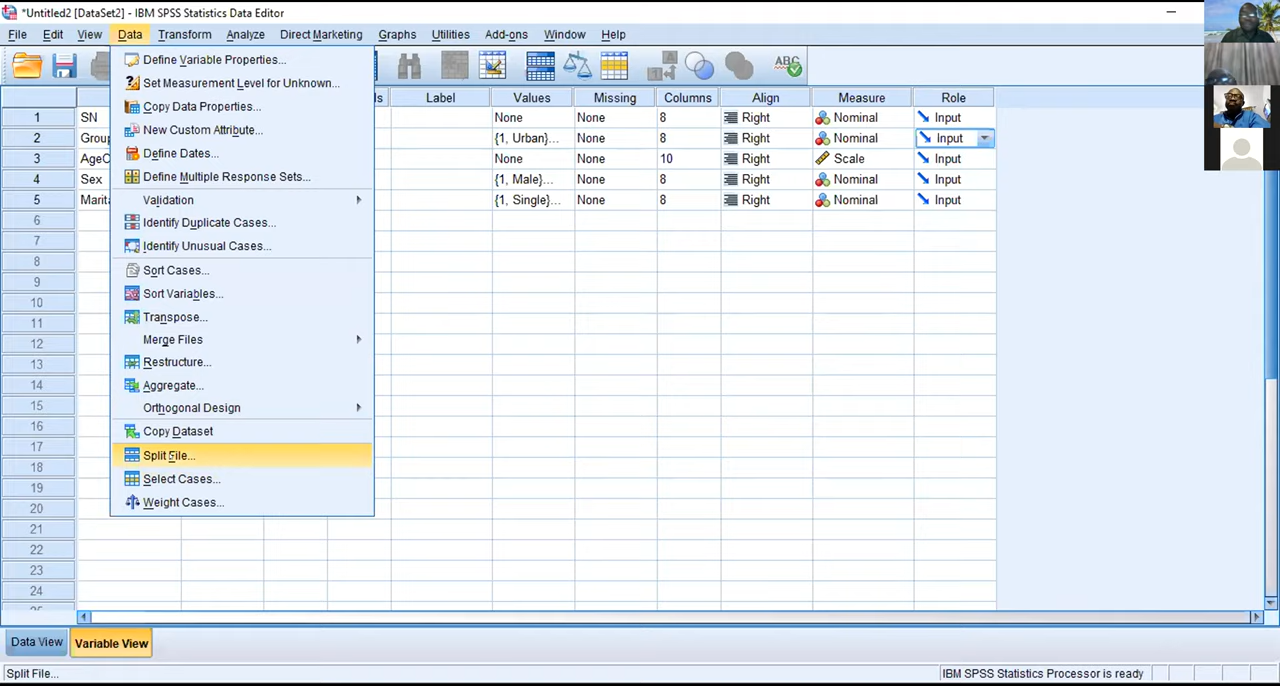 *Untitled2 [DataSet2] - IBM SPSS Statistics Data Editor
File Edit View Data Transform Analyze Direct Marketing Graphs Utilities Add-ons Window Help
ABC
Label Values Missing Columns Align Measure Role
1 SN None None 8 Right Nominal Input
2 {1, Urban}... None 8 Right Nominal Input
3 None None 10 Right Scale Input
4 Sex {1, Male}... None 8 Right Nominal Input
5 {1, Single}... None 8 Right Nominal Input
6
7
8
9
10
11
12
13
14
15
16
17
18
19
20
21
22
23
24
Define Variable Properties...
Set Measurement Level for Unknown...
Copy Data Properties...
New Custom Attribute...
Define Dates...
Define Multiple Response Sets...
Validation
Identify Duplicate Cases...
Identify Unusual Cases...
Sort Cases...
Sort Variables...
Transpose...
Merge Files
Restructure...
Aggregate...
Orthogonal Design
Copy Dataset
Split File...
Select Cases...
Weight Cases...
Data View Variable View
Split File... IBM SPSS Statistics Processor is ready